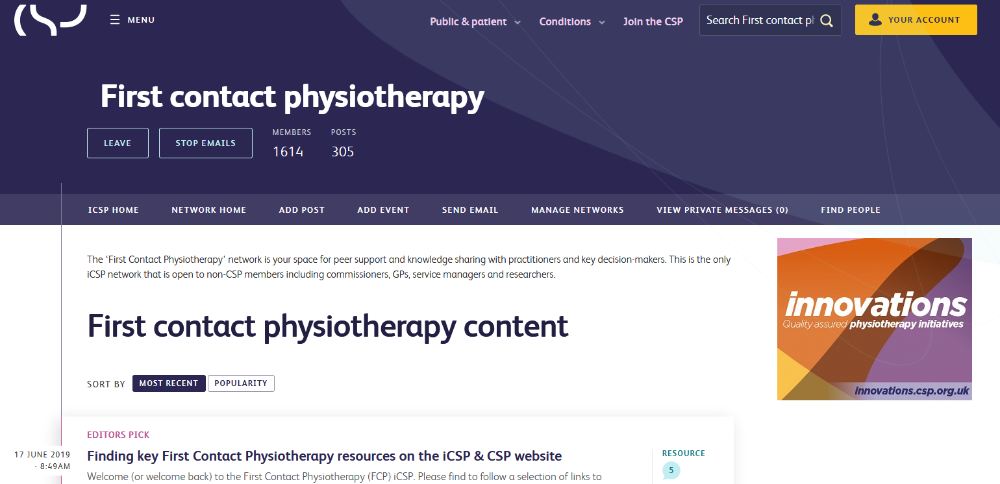 MENU
Public & patient
Conditions
Join the CSP
Search First contact
YOUR ACCOUNT
First contact physiotherapy
LEAVE
STOP EMAILS
MEMBERS
1614
POSTS
305
ICSP HOME
NETWORK HOME
ADD POST
ADD EVENT
SEND EMAIL
MANAGE NETWORKS
VIEW PRIVATE MESSAGES (0)
FIND PEOPLE
The 'First Contact Physiotherapy' network is your space for peer support and knowledge sharing with practitioners and key decision-makers. This is the only
iCSP network that is open to non-CSP members including commissioners, GPs, service managers and researchers.
innovations
Quality assured physiotherapy initiatives
innovations.csp.org.uk
First contact physiotherapy content
SORT BY
MOST RECENT
POPULARITY
EDITORS PICK
17 JUNE 2019
- 8:49AM
Finding key First Contact Physiotherapy resources on the iCSP & CSP website
Welcome (or welcome back) to the First Contact Physiotherapy (FCP) iCSP. Please find to follow a selection of links to
RESOURCE
5